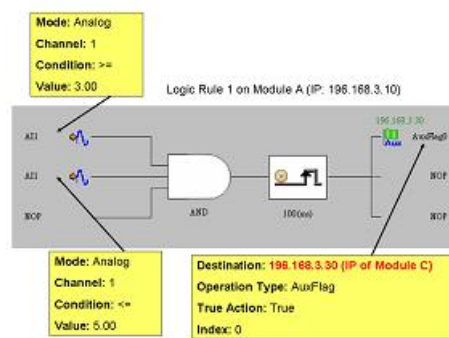 Mode: Analog
Channel: 1
Condition: >=
Value: 3.00
Logic Rule 1 on Module A (IP: 196.168.3.10)
196.168.3.30
AI1
Aux
AuxFlag0
AI1
NOP
NOP
AND
100(ms)
NOP
Mode: Analog
Channel: 1
Condition: <=
Value: 5.00
Destination: 196.168.3.30 (IP of Module C)
Operation Type: AuxFlag
True Action: True
Index: 0